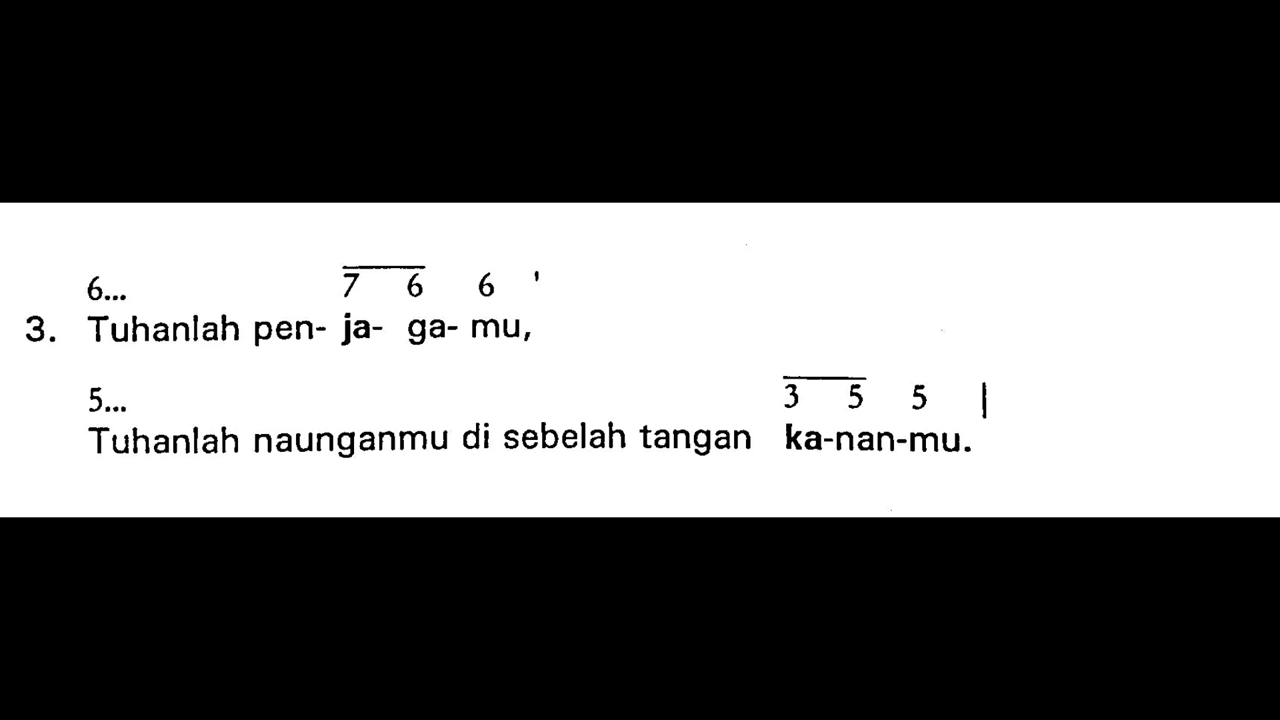 6... 7 6 6 '
3. Tuhanlah pen- ja- ga- mu,
5... 3 5 5 |
Tuhanlah naunganmu di sebelah tangan ka-nan-mu.